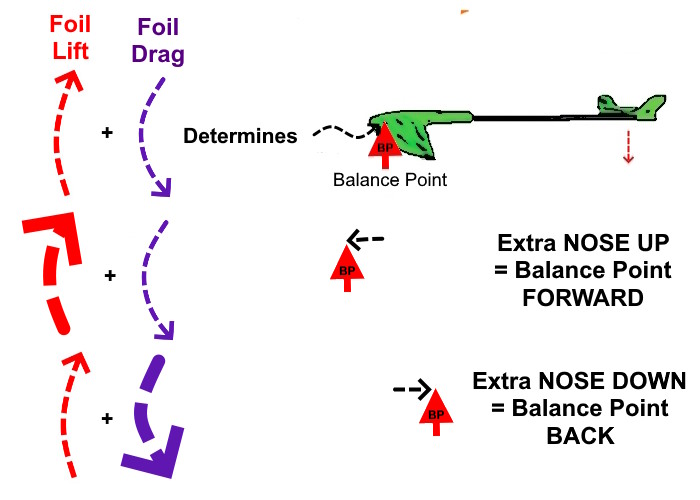 Foil
Lift
Foil
Drag
+
Determines
BP
Balance Point
+
BP
Extra NOSE UP
= Balance Point
FORWARD
+
BP
Extra NOSE DOWN
= Balance Point
BACK